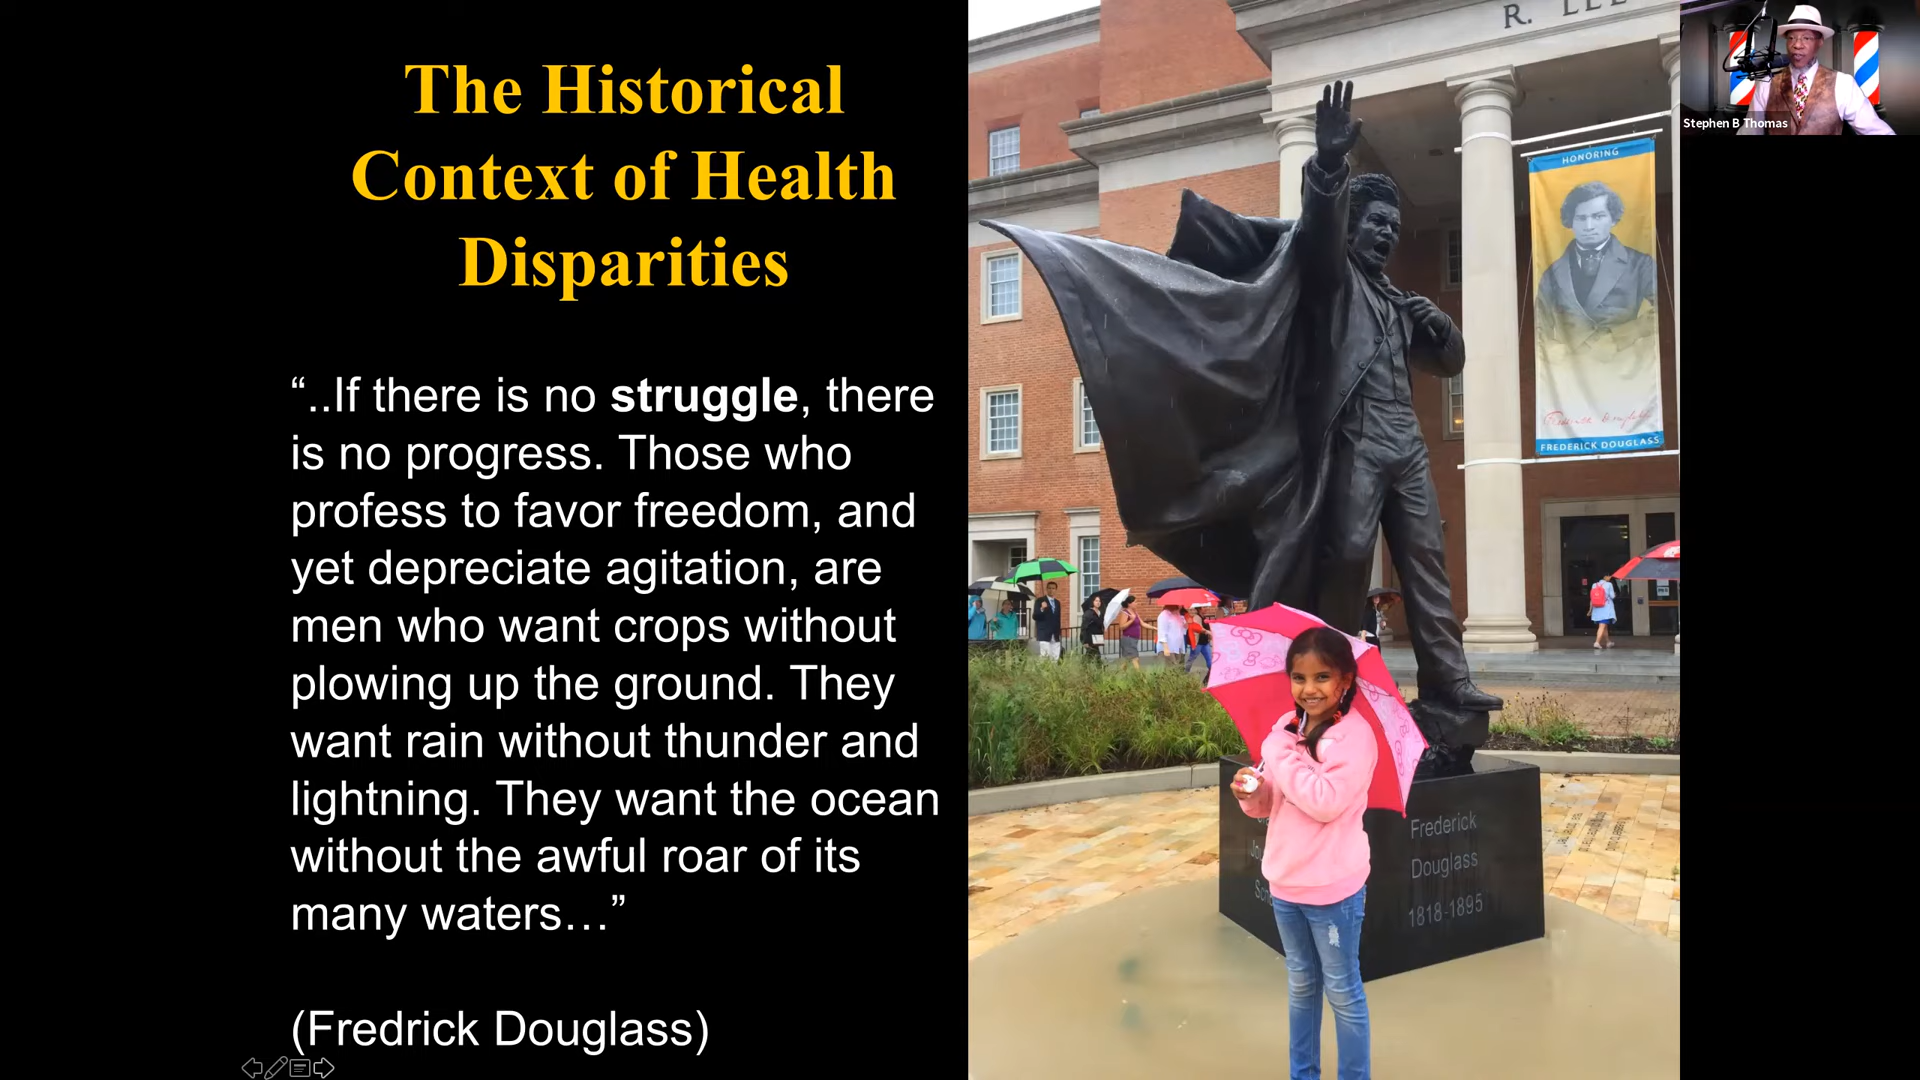 The Historical
Context of Health
Disparities
“..If there is no struggle, there
is no progress. Those who
profess to favor freedom, and
yet depreciate agitation, are
men who want crops without
plowing up the ground. They
want rain without thunder and
lightning. They want the ocean
without the awful roar of its
many waters…”
(Fredrick Douglass)
R. LEE
HONORING
Frederick Douglass
FREDERICK DOUGLASS
Frederick
Douglass
1818-1895
Stephen B Thomas